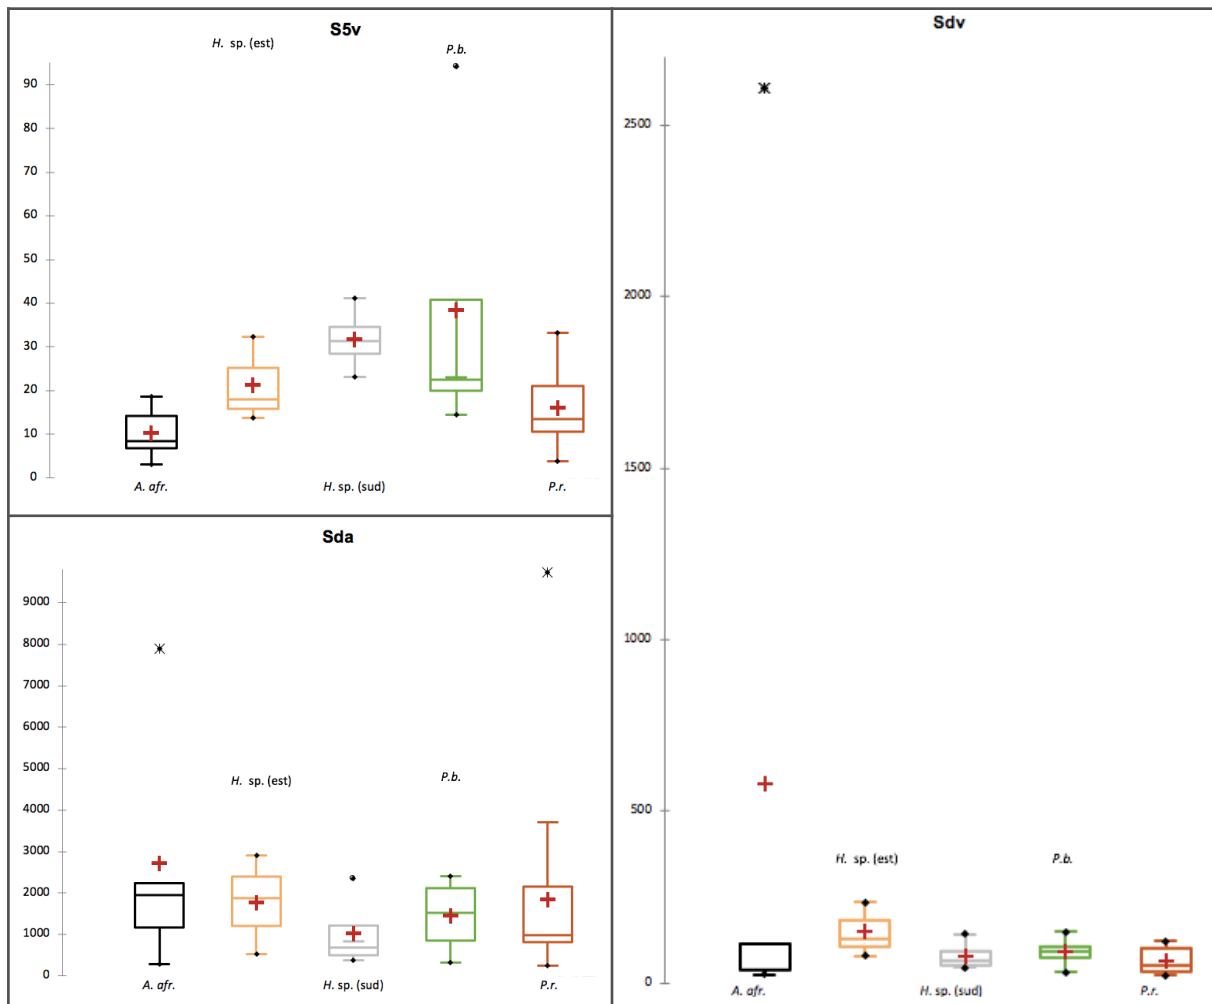 S5v
H. sp. (est)
P.b.
90
80
70
60
50
40
30
20
10
0
A. afr.
H. sp. (sud)
P.r.
Sda
9000
8000
7000
6000
5000
4000
3000
2000
1000
0
H. sp. (est)
P.b.
A. afr.
H. sp. (sud)
P.r.
Sdv
2500
2000
1500
1000
500
0
H. sp. (est)
P.b.
A. afr.
H. sp. (sud)
P.r.